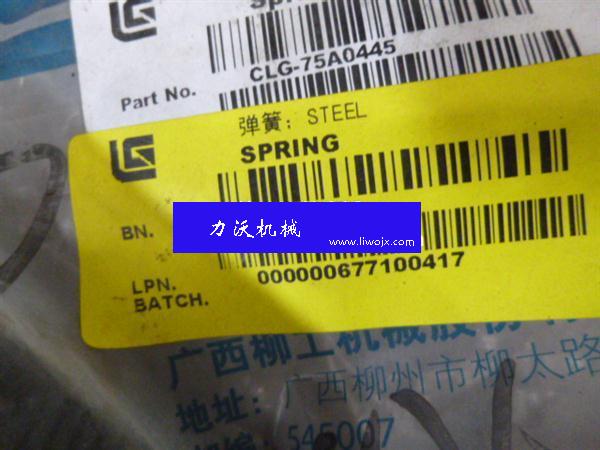 Part No.
CLG-75A0445
弹簧: STEEL
SPRING
BN.
力沃机械
www.liwojx.com
LPN.
BATCH.
000000677100417
广西柳工机械股份
地址: 广西柳州市柳太路
545007